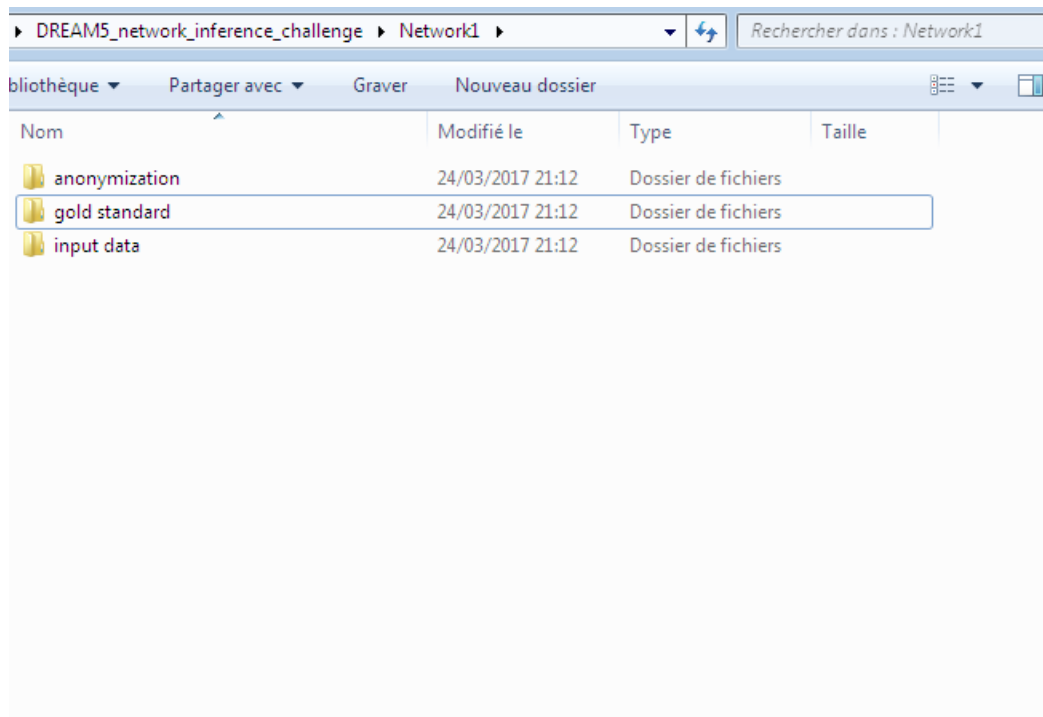 DREAM5_network_inference_challenge Network1 Rechercher dans : Network1
bliothèque Partager avec Graver Nouveau dossier
Nom Modifié le Type Taille
anonymization 24/03/2017 21:12 Dossier de fichiers
gold standard 24/03/2017 21:12 Dossier de fichiers
input data 24/03/2017 21:12 Dossier de fichiers